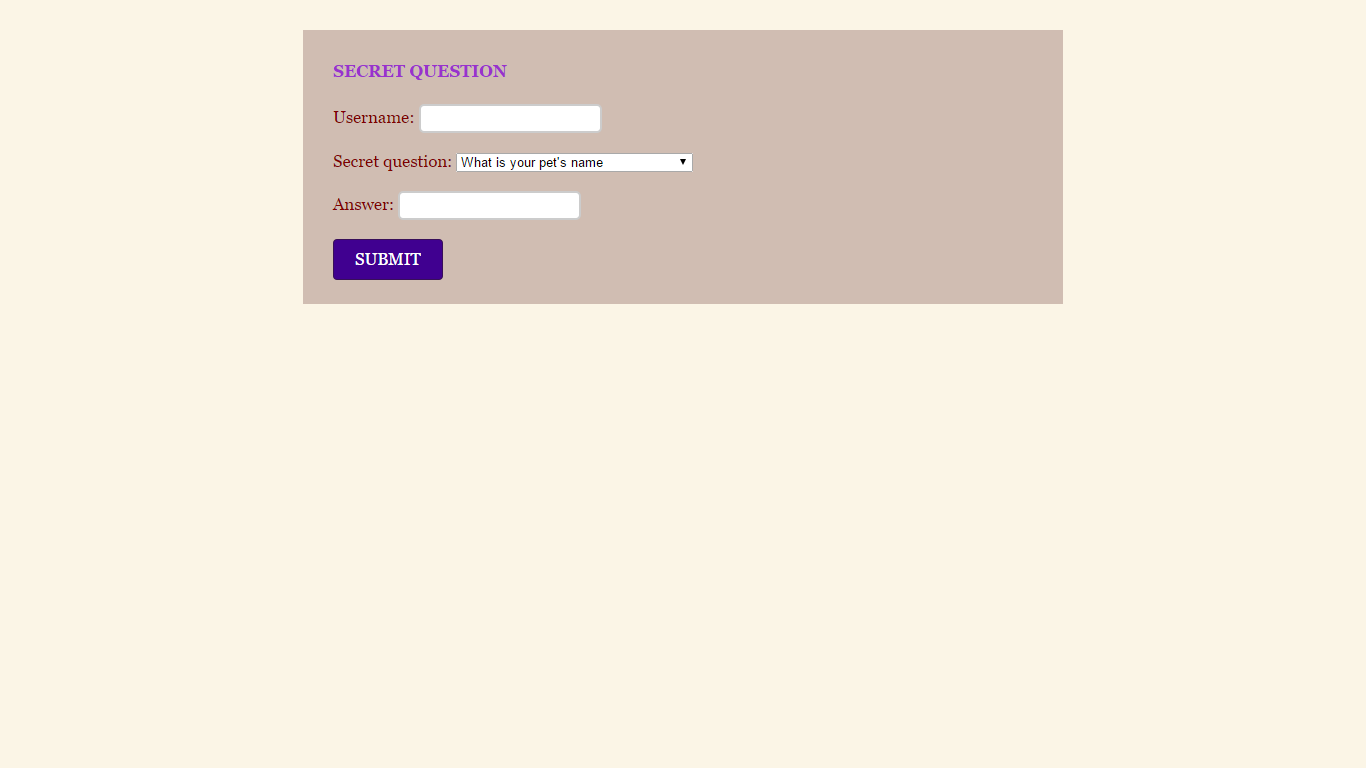 SECRET QUESTION
Username:
Secret question: What is your pet's name
Answer:
SUBMIT